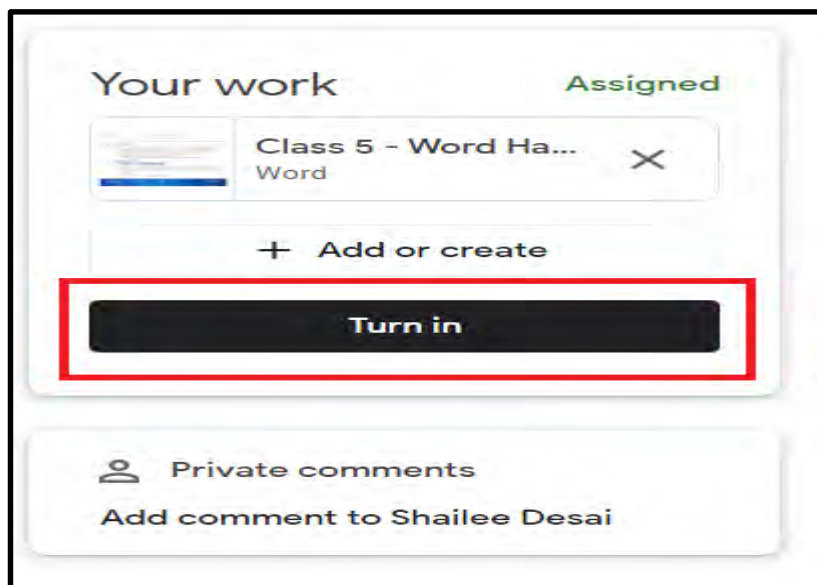 Your work
Assigned
Class 5 - Word Ha...
Word
+ Add or create
Turn in
Private comments
Add comment to Shailee Desai